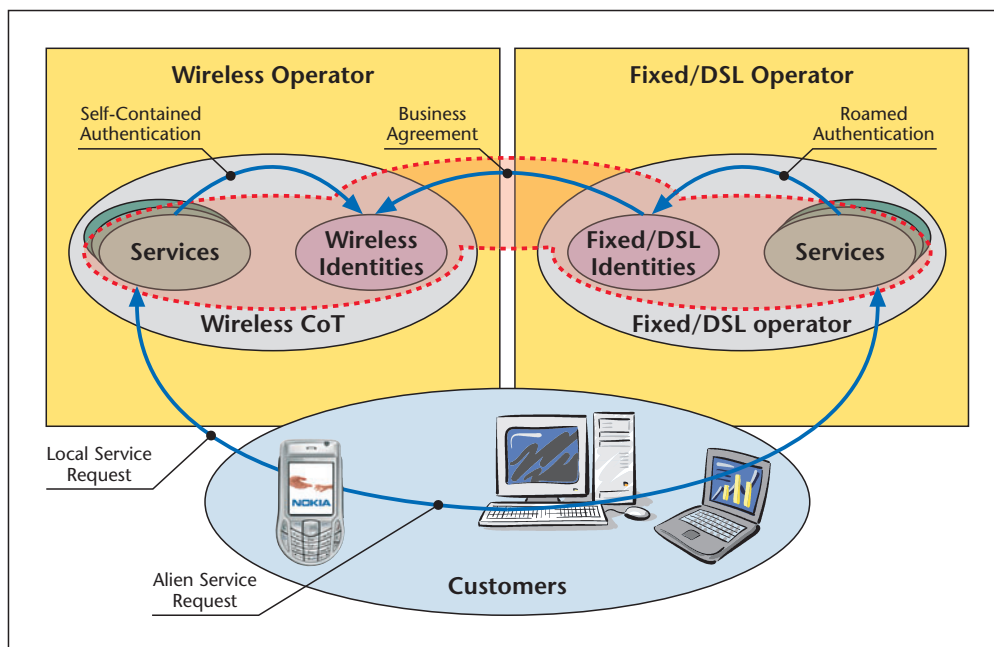 Wireless Operator
Fixed/DSL Operator
Self-Contained
Authentication
Business
Agreement
Roamed
Authentication
Services
Wireless
Identities
Fixed/DSL
Identities
Services
Wireless CoT
Fixed/DSL operator
Local Service
Request
NOKIA
Alien Service
Request
Customers